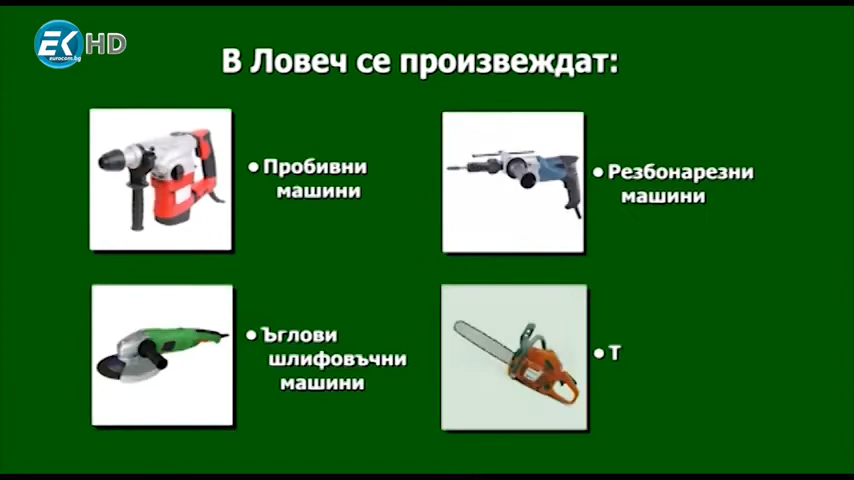 EK HD
eurocom.bg
В Ловеч се произвеждат:
• Пробивни
машини
• Резбонарезни
машини
• Ъглови
шлифовъчни
машини
• Т